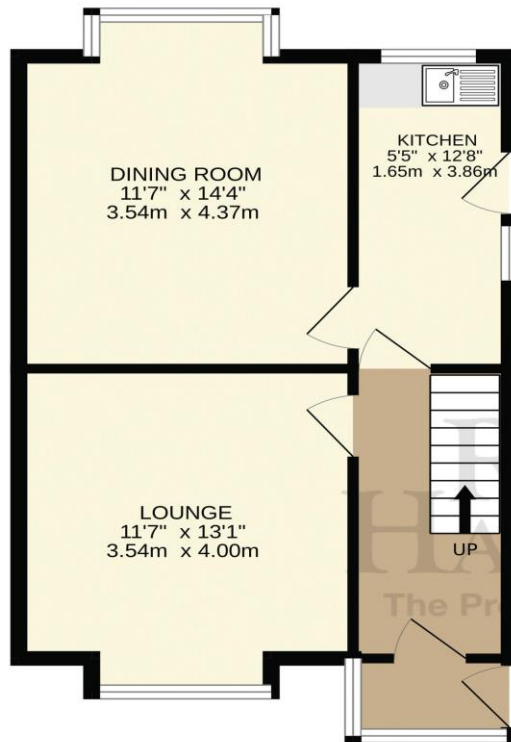 DINING ROOM
11'7" x 14'4"
3.54m x 4.37m
KITCHEN
5'5" x 12'8"
1.65m x 3.86m
LOUNGE
11'7" x 13'1"
3.54m x 4.00m
UP
The